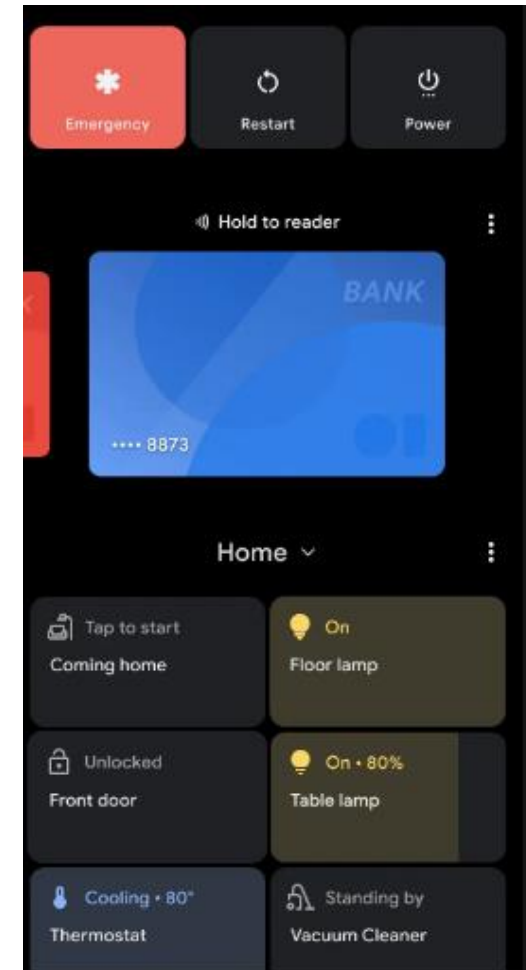 Emergency
Restart
Power
Hold to reader
BANK
•••• 8873
Home
Tap to start
Coming home
On
Floor lamp
Unlocked
Front door
On • 80%
Table lamp
Cooling • 80°
Thermostat
Standing by
Vacuum Cleaner